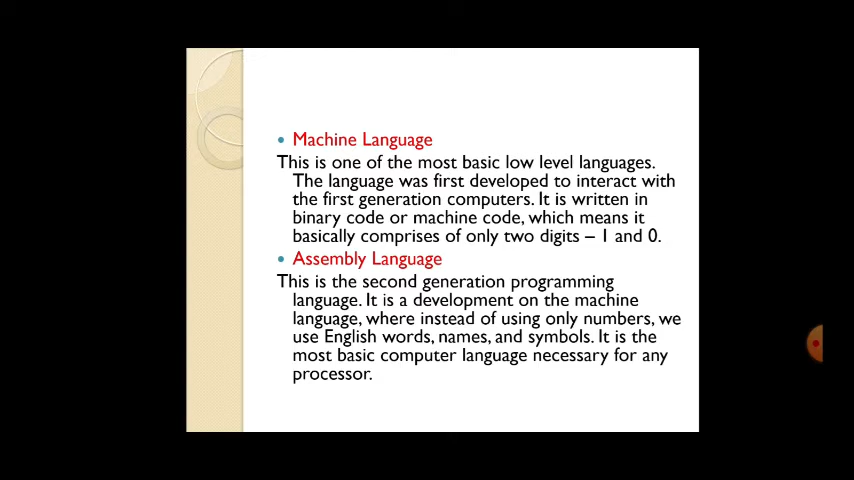 • Machine Language
This is one of the most basic low level languages.
The language was first developed to interact with
the first generation computers. It is written in
binary code or machine code, which means it
basically comprises of only two digits – 1 and 0.
• Assembly Language
This is the second generation programming
language. It is a development on the machine
language, where instead of using only numbers, we
use English words, names, and symbols. It is the
most basic computer language necessary for any
processor.